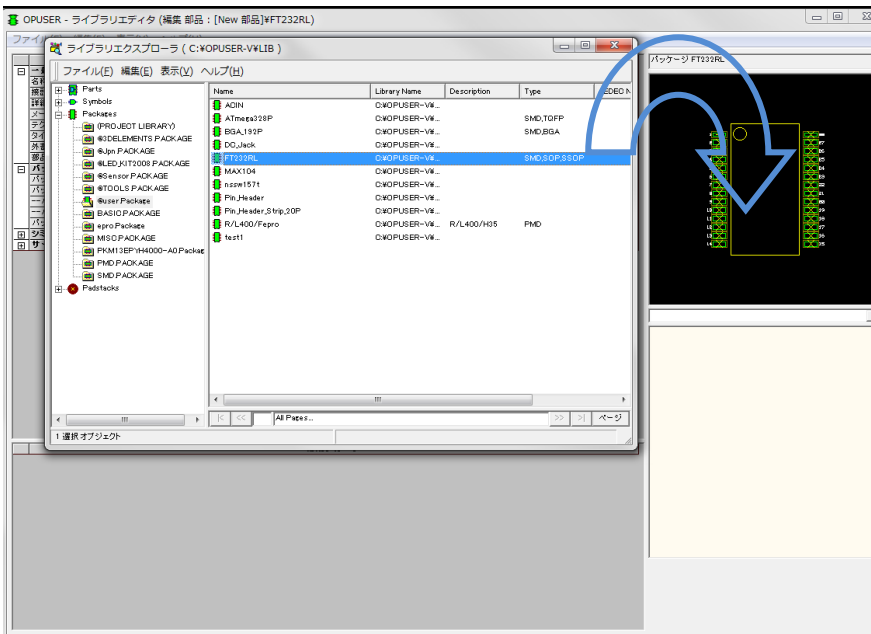 OPUSER - ライブラリエディタ (編集 部品 : [New 部品]¥FT232RL)
ライブラリエクスプローラ ( C:¥OPUSER-V¥LIB )
ファイル(F) 編集(E) 表示(V) ヘルプ(H)
Parts
Symbols
Packages
(PROJECT LIBRARY)
@3DELEMENTS.PACKAGE
@Jpn.PACKAGE
@LED_KIT2008.PACKAGE
@Sensor.PACKAGE
@TOOLS.PACKAGE
@user.Package
BASIC.PACKAGE
epro.Package
MISC.PACKAGE
PKM13EPYH4000-A0.Packag
PMD.PACKAGE
SMD.PACKAGE
Padstacks
Name Library Name Description Type JEDEC N
ACIN C:¥OPUSER-V¥...
ATmega328P C:¥OPUSER-V¥... SMD,TQFP
BGA_192P C:¥OPUSER-V¥... SMD,BGA
DC_Jack C:¥OPUSER-V¥...
FT232RL C:¥OPUSER-V¥... SMD,SOP,SSOP
MAX104 C:¥OPUSER-V¥...
nssw157t C:¥OPUSER-V¥...
Pin_Header C:¥OPUSER-V¥...
Pin_Header_Strip_20P C:¥OPUSER-V¥...
R/L400/Fepro C:¥OPUSER-V¥... R/L400/H35 PMD
test1 C:¥OPUSER-V¥...
All Pages...
ページ
1 選択オブジェクト
パッケージ FT232RL